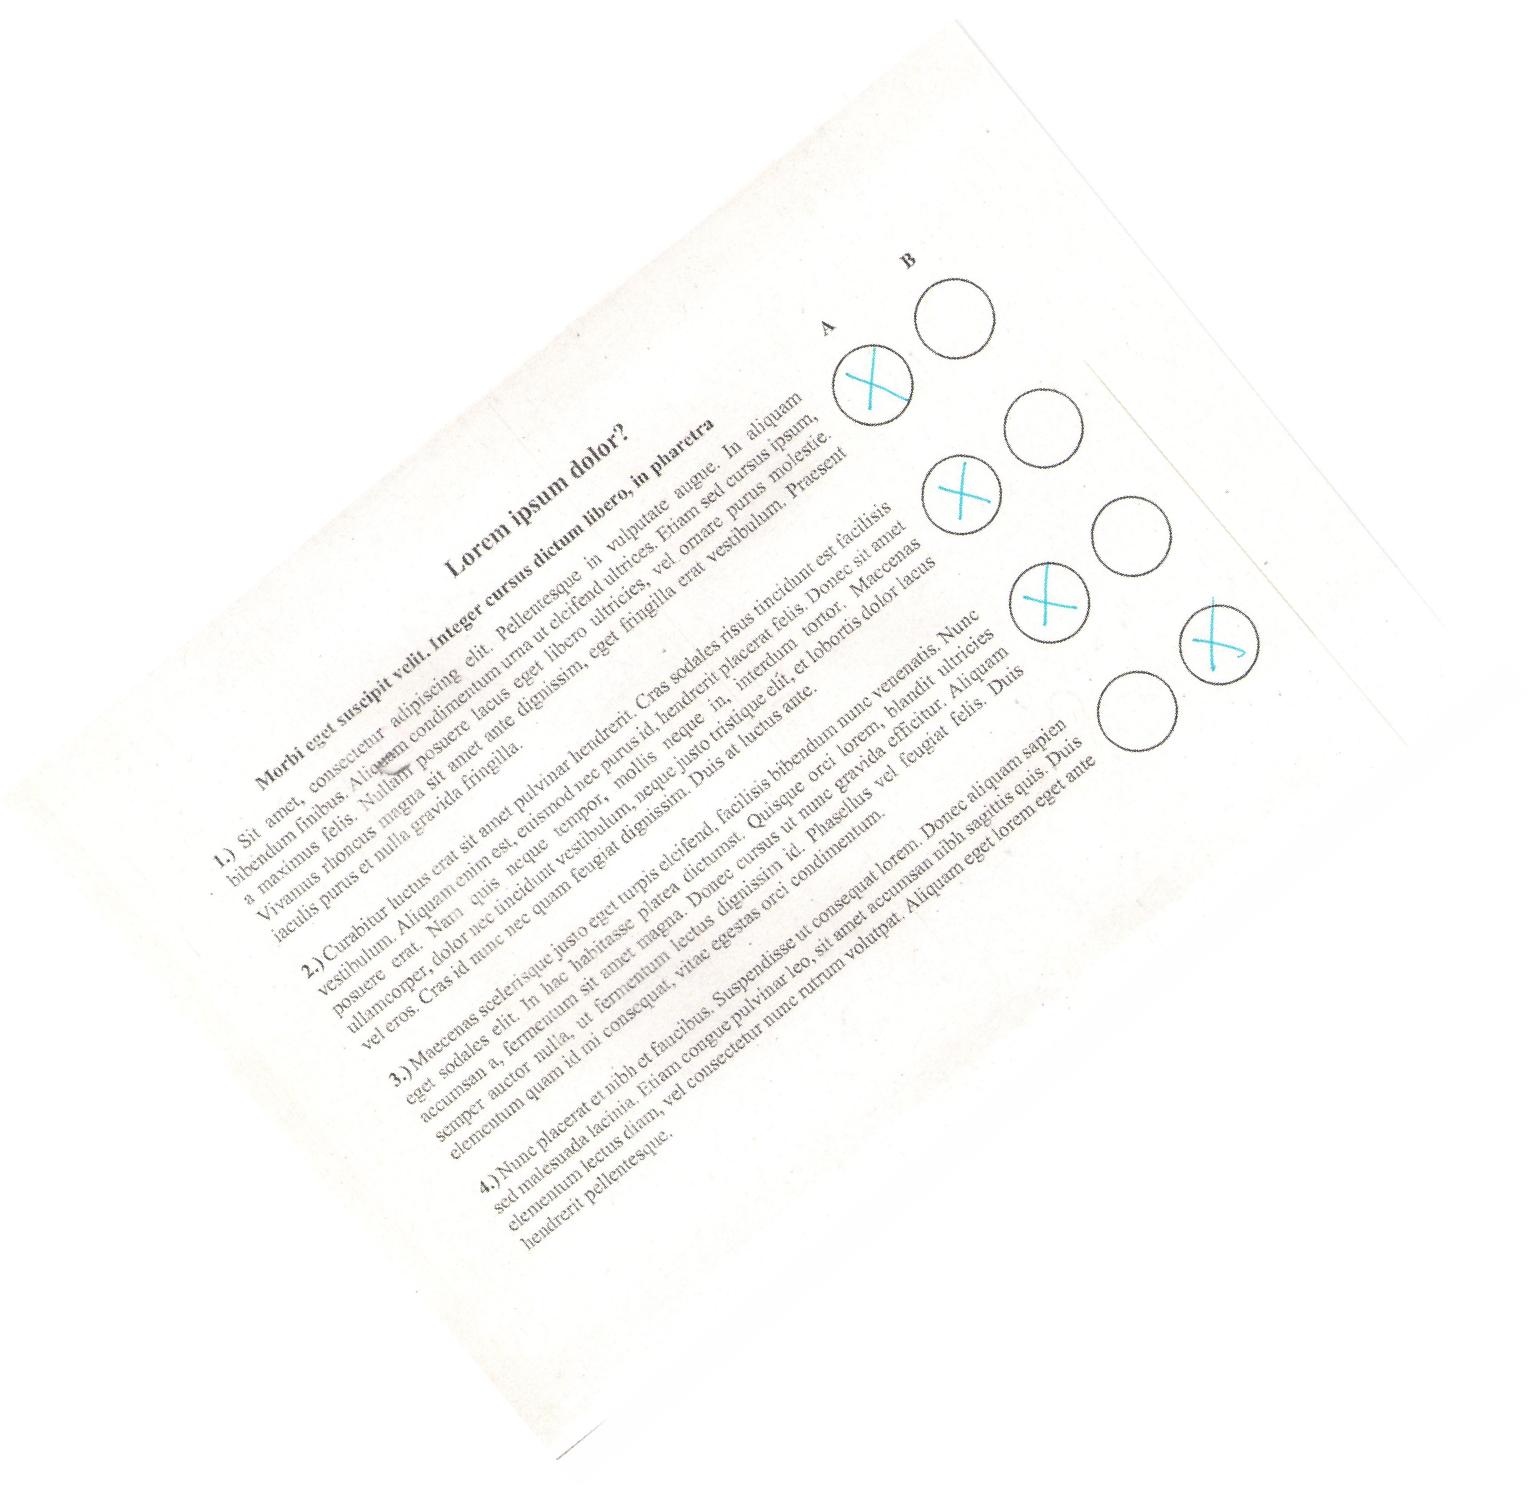 Lorem ipsum dolor?
Morbi eget suscipit velit. Integer cursus dictum libero, in pharetra
A B
1.) Sit amet, consectetur adipiscing elit. Pellentesque in vulputate augue. In aliquam
bibendum finibus. Aliquam condimentum urna ut eleifend ultrices. Etiam sed cursus ipsum,
a maximus felis. Nullam posuere lacus eget libero ultricies, vel ornare purus molestie.
Vivamus rhoncus magna sit amet ante dignissim, eget fringilla erat vestibulum. Praesent
iaculis purus et nulla gravida fringilla.
2.) Curabitur luctus erat sit amet pulvinar hendrerit. Cras sodales risus tincidunt est facilisis
vestibulum. Aliquam enim est, euismod nec purus id, hendrerit placerat felis. Donec sit amet
posuere erat. Nam quis neque tempor, mollis neque in, interdum tortor. Maecenas
ullamcorper, dolor nec tincidunt vestibulum, neque justo tristique elit, et lobortis dolor lacus
vel eros. Cras id nunc nec quam feugiat dignissim. Duis at luctus ante.
3.) Maecenas scelerisque justo eget turpis eleifend, facilisis bibendum nunc venenatis. Nunc
eget sodales elit. In hac habitasse platea dictumst. Quisque orci lorem, blandit ultricies
accumsan a, fermentum sit amet magna. Donec cursus ut nunc gravida efficitur. Aliquam
semper auctor nulla, ut fermentum lectus dignissim id. Phasellus vel feugiat felis. Duis
elementum quam id mi consequat, vitae egestas orci condimentum.
4.) Nunc placerat et nibh et faucibus. Suspendisse ut consequat lorem. Donec aliquam sapien
sed malesuada lacinia. Etiam congue pulvinar leo, sit amet accumsan nibh sagittis quis. Duis
elementum lectus diam, vel consectetur nunc rutrum volutpat. Aliquam eget lorem eget ante
hendrerit pellentesque.